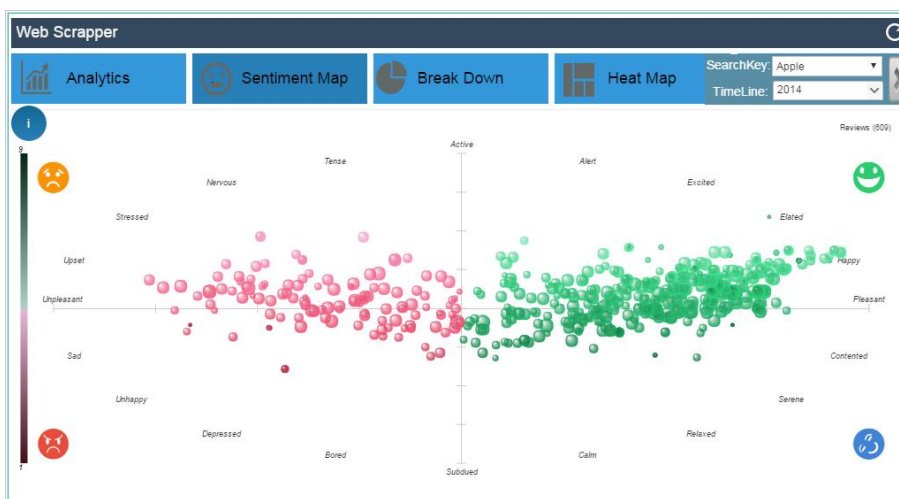 Web Scrapper
Analytics
Sentiment Map
Break Down
Heat Map
SearchKey: Apple
TimeLine: 2014
i
Reviews (609)
9
Active
Tense
Alert
Nervous
Excited
Stressed
Elated
Upset
Happy
Unpleasant
Pleasant
Sad
Contented
Unhappy
Serene
Depressed
Relaxed
Bored
Calm
1
Subdued